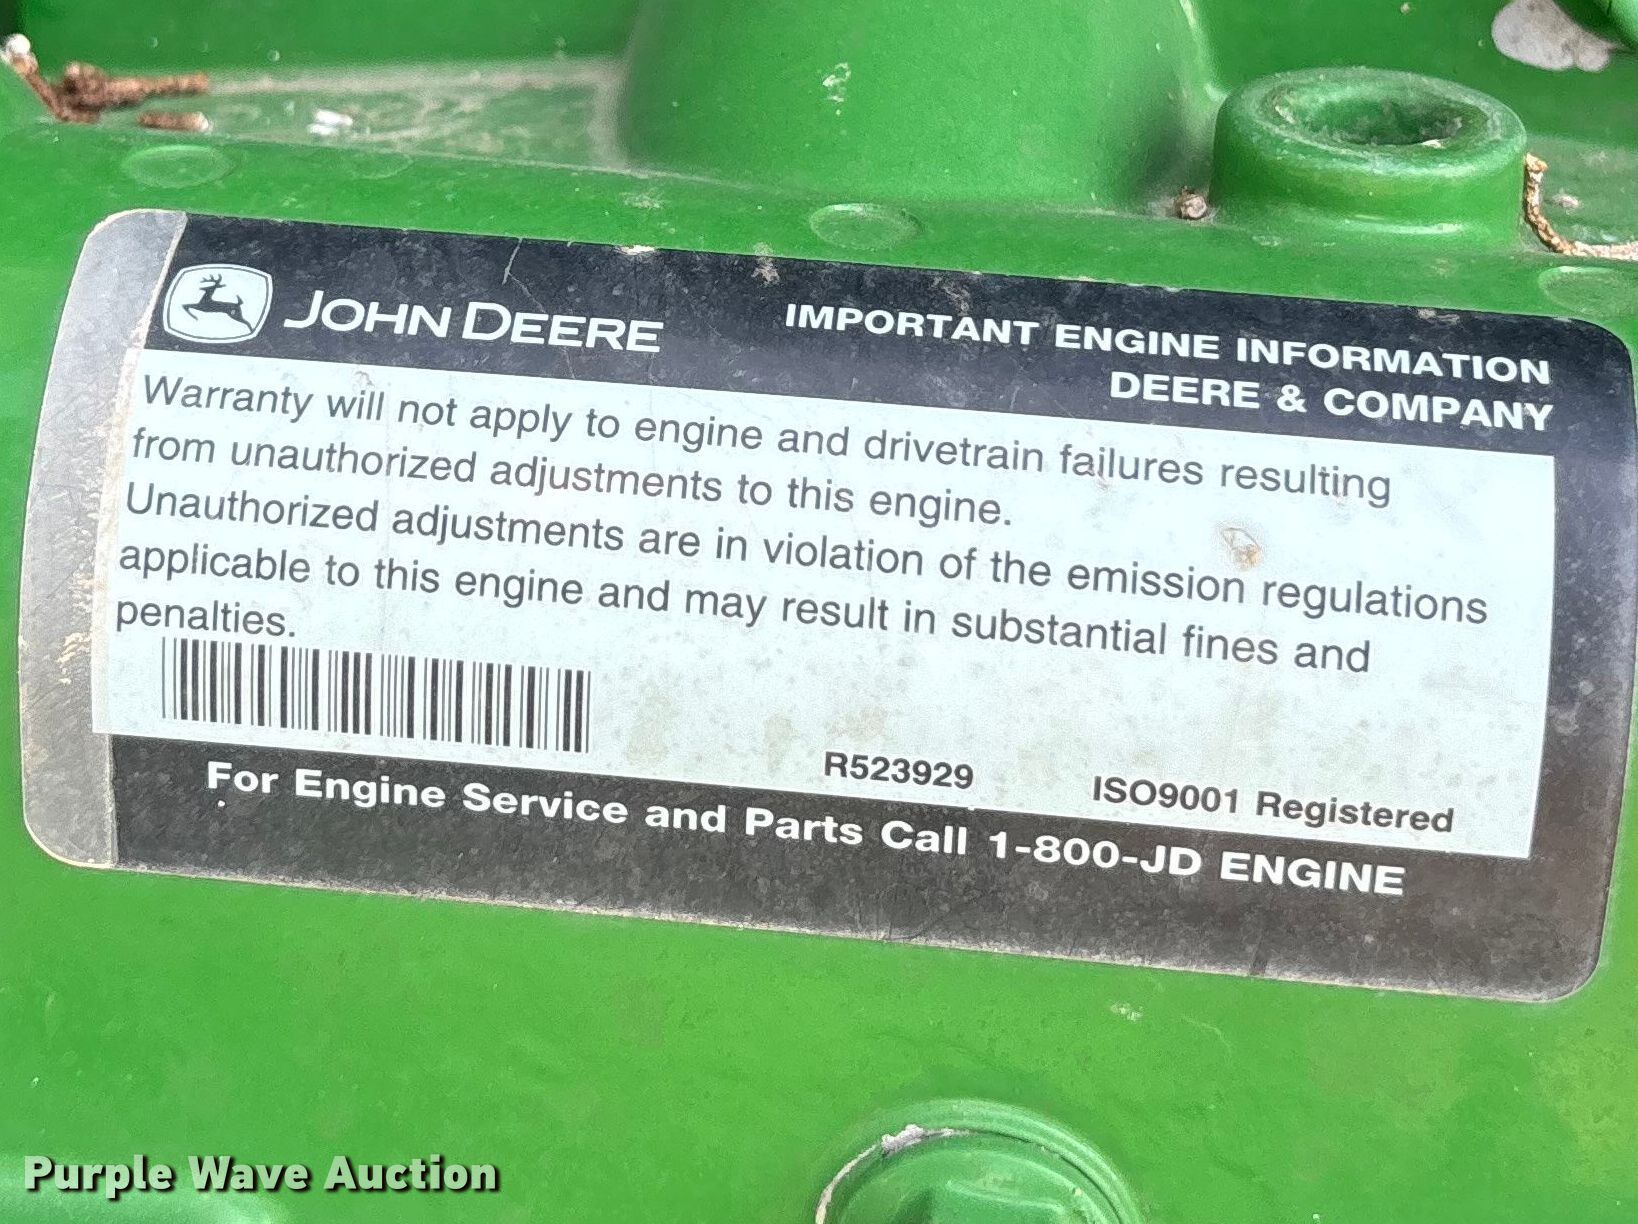 JOHN DEERE
IMPORTANT ENGINE INFORMATION
DEERE & COMPANY
Warranty will not apply to engine and drivetrain failures resulting
from unauthorized adjustments to this engine.
Unauthorized adjustments are in violation of the emission regulations
applicable to this engine and may result in substantial fines and
penalties.
R523929
ISO9001 Registered
For Engine Service and Parts Call 1-800-JD ENGINE
Purple Wave Auction